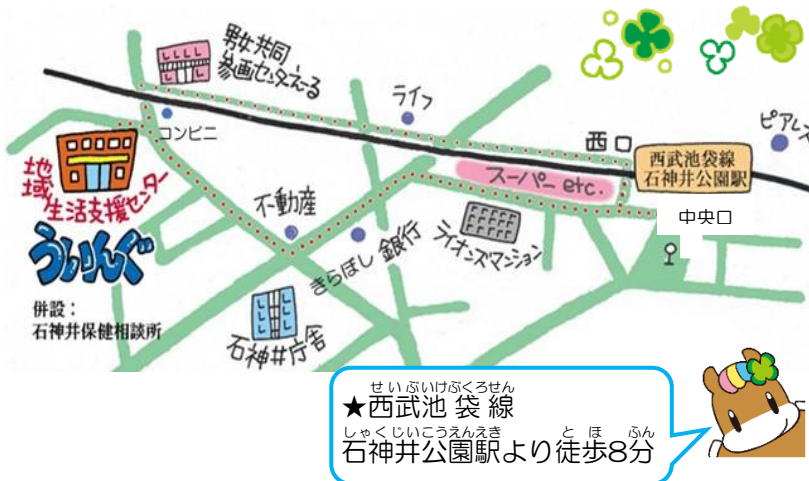 男女共同
参画センターえーる
ライフ
コンビニ
西口
ピアレス
西武池袋線
石神井公園駅
スーパー etc.
中央口
地域
生活支援センター
ういんぐ
不動産
きらぼし銀行
ライオンズマンション
併設:
石神井保健相談所
石神井庁舎
せいぶいけぶくろせん
★西武池袋線
しゃくじいこうえんえき とほ ふん
石神井公園駅より徒歩8分